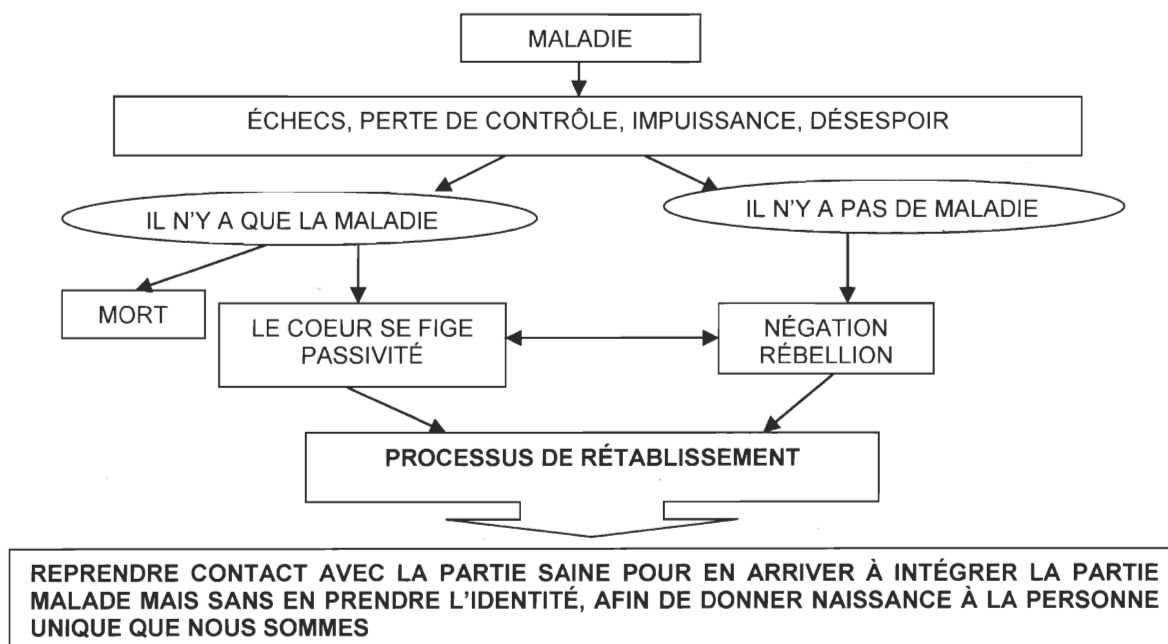 MALADIE
ÉCHECS, PERTE DE CONTRÔLE, IMPUISSANCE, DÉSESPOIR
IL N'Y A QUE LA MALADIE
IL N'Y A PAS DE MALADIE
MORT
LE COEUR SE FIGE
PASSIVITÉ
NÉGATION
RÉBELLION
PROCESSUS DE RÉTABLISSEMENT
REPRENDRE CONTACT AVEC LA PARTIE SAINE POUR EN ARRIVER À INTÉGRER LA PARTIE
MALADE MAIS SANS EN PRENDRE L'IDENTITÉ, AFIN DE DONNER NAISSANCE À LA PERSONNE
UNIQUE QUE NOUS SOMMES